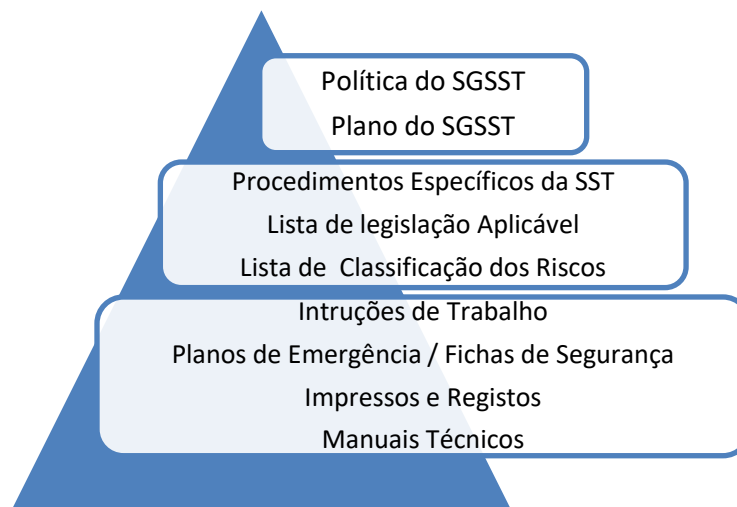 Política do SGSST
Plano do SGSST
Procedimentos Específicos da SST
Lista de legislação Aplicável
Lista de Classificação dos Riscos
Intruções de Trabalho
Planos de Emergência / Fichas de Segurança
Impressos e Registos
Manuais Técnicos